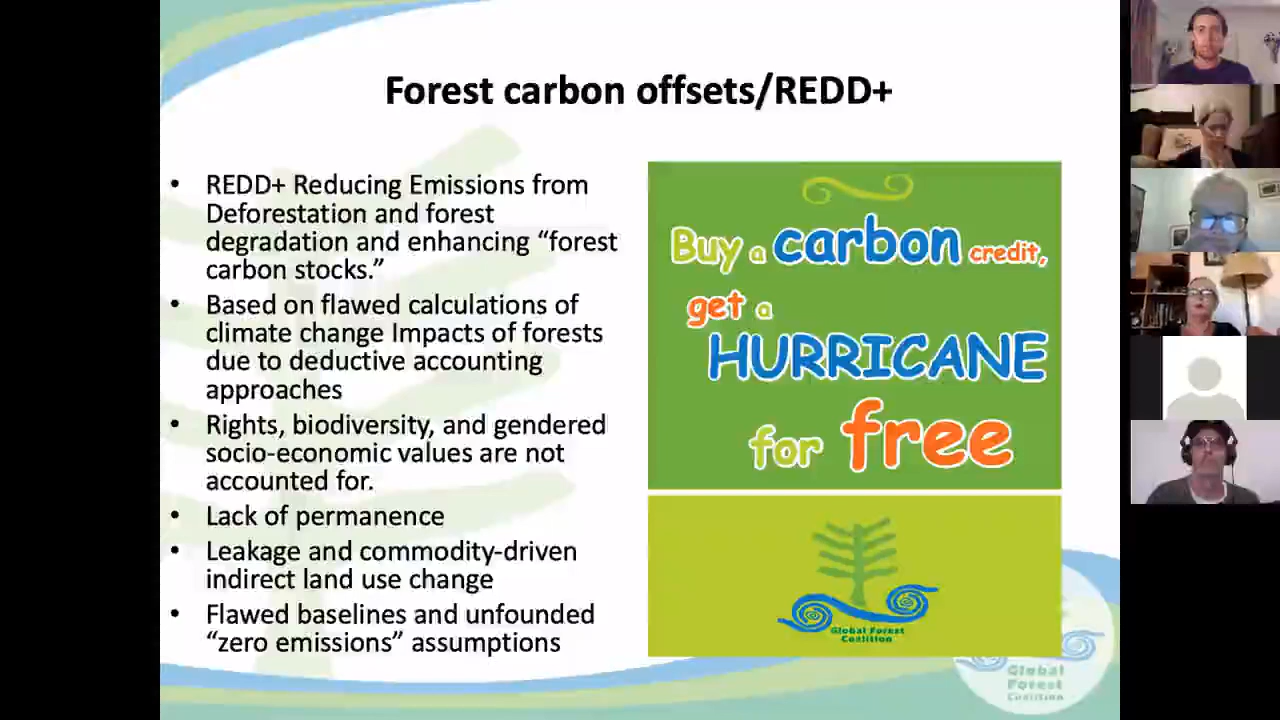 Forest carbon offsets/REDD+
• REDD+ Reducing Emissions from
Deforestation and forest
degradation and enhancing “forest
carbon stocks.”
• Based on flawed calculations of
climate change Impacts of forests
due to deductive accounting
approaches
• Rights, biodiversity, and gendered
socio-economic values are not
accounted for.
• Lack of permanence
• Leakage and commodity-driven
indirect land use change
• Flawed baselines and unfounded
“zero emissions” assumptions
Buy a carbon credit,
get a
HURRICANE
for free
Global Forest
Coalition
Global
Forest
Coalition